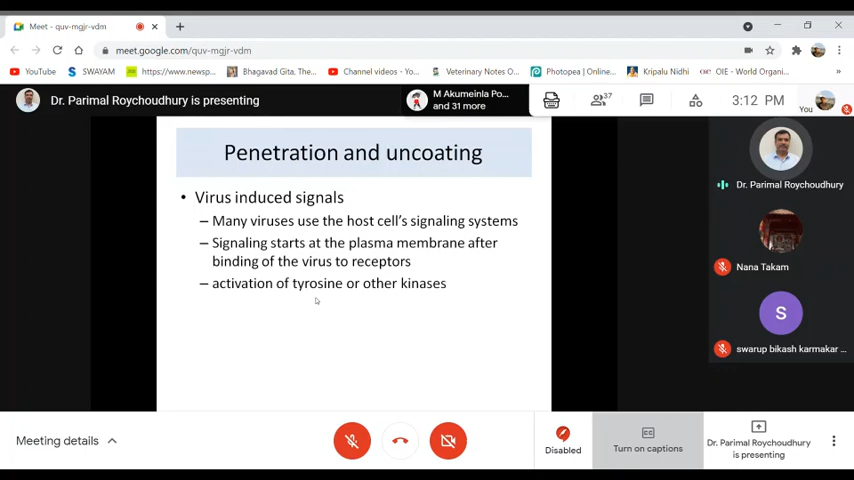 Meet - quv-mgjr-vdm
meet.google.com/quv-mgjr-vdm
YouTube
SWAYAM
https://www.newsp...
Bhagavad Gita, The...
Channel videos - Yo...
Veterinary Notes O...
Photopea | Online...
Kripalu Nidhi
OIE - World Organi...
»
Dr. Parimal Roychoudhury is presenting
M Akumeinla Po...
and 31 more
37
3:12 PM
You
Penetration and uncoating
• Virus induced signals
– Many viruses use the host cell's signaling systems
– Signaling starts at the plasma membrane after
binding of the virus to receptors
– activation of tyrosine or other kinases
Dr. Parimal Roychoudhury
Nana Takam
S
swarup bikash karmakar ...
Meeting details
Disabled
CC
Turn on captions
Dr. Parimal Roychoudhury
is presenting